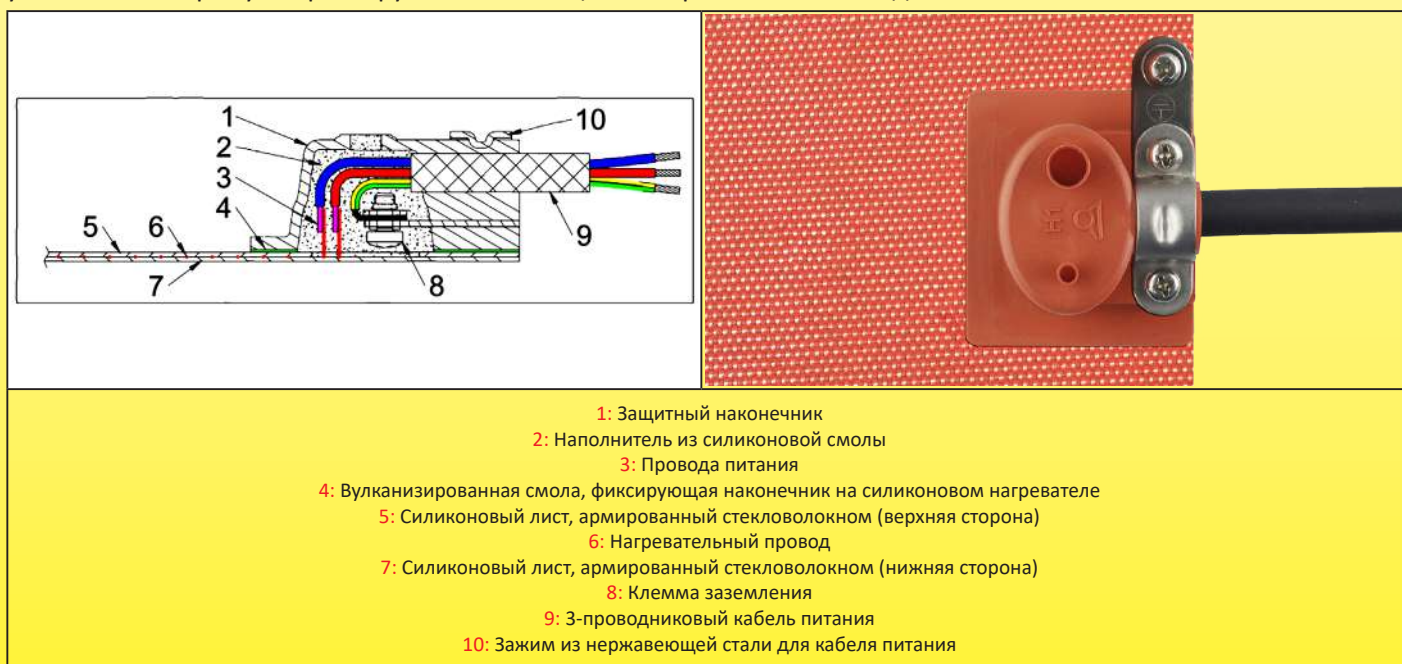 1
2
3
4
5
6
7
8
9
10
H1
1: Защитный наконечник
2: Наполнитель из силиконовой смолы
3: Провода питания
4: Вулканизированная смола, фиксирующая наконечник на силиконовом нагревателе
5: Силиконовый лист, армированный стекловолокном (верхняя сторона)
6: Нагревательный провод
7: Силиконовый лист, армированный стекловолокном (нижняя сторона)
8: Клемма заземления
9: 3-проводниковый кабель питания
10: Зажим из нержавеющей стали для кабеля питания